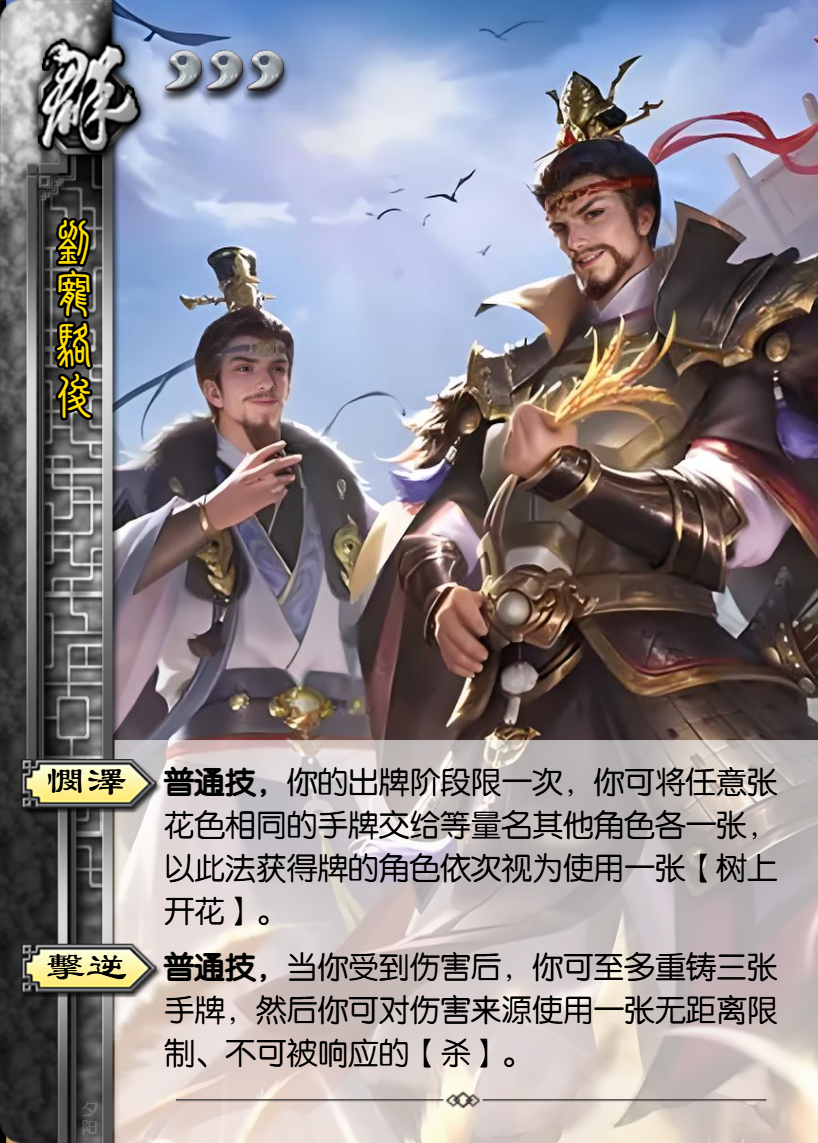 群
劉寵駱俊
憫澤
普通技，你的出牌阶段限一次，你可将任意张
花色相同的手牌交给等量名其他角色各一张，
以此法获得牌的角色依次视为使用一张【树上
开花】。
擊逆
普通技，当你受到伤害后，你可至多重铸三张
手牌，然后你可对伤害来源使用一张无距离限
制、不可被响应的【杀】。
夕阳